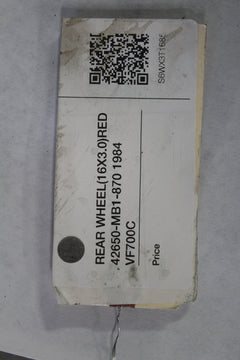 S6WX3T1685
REAR WHEEL(16X3.0)RED
42650-MB1-870 1984
VF700C
Price